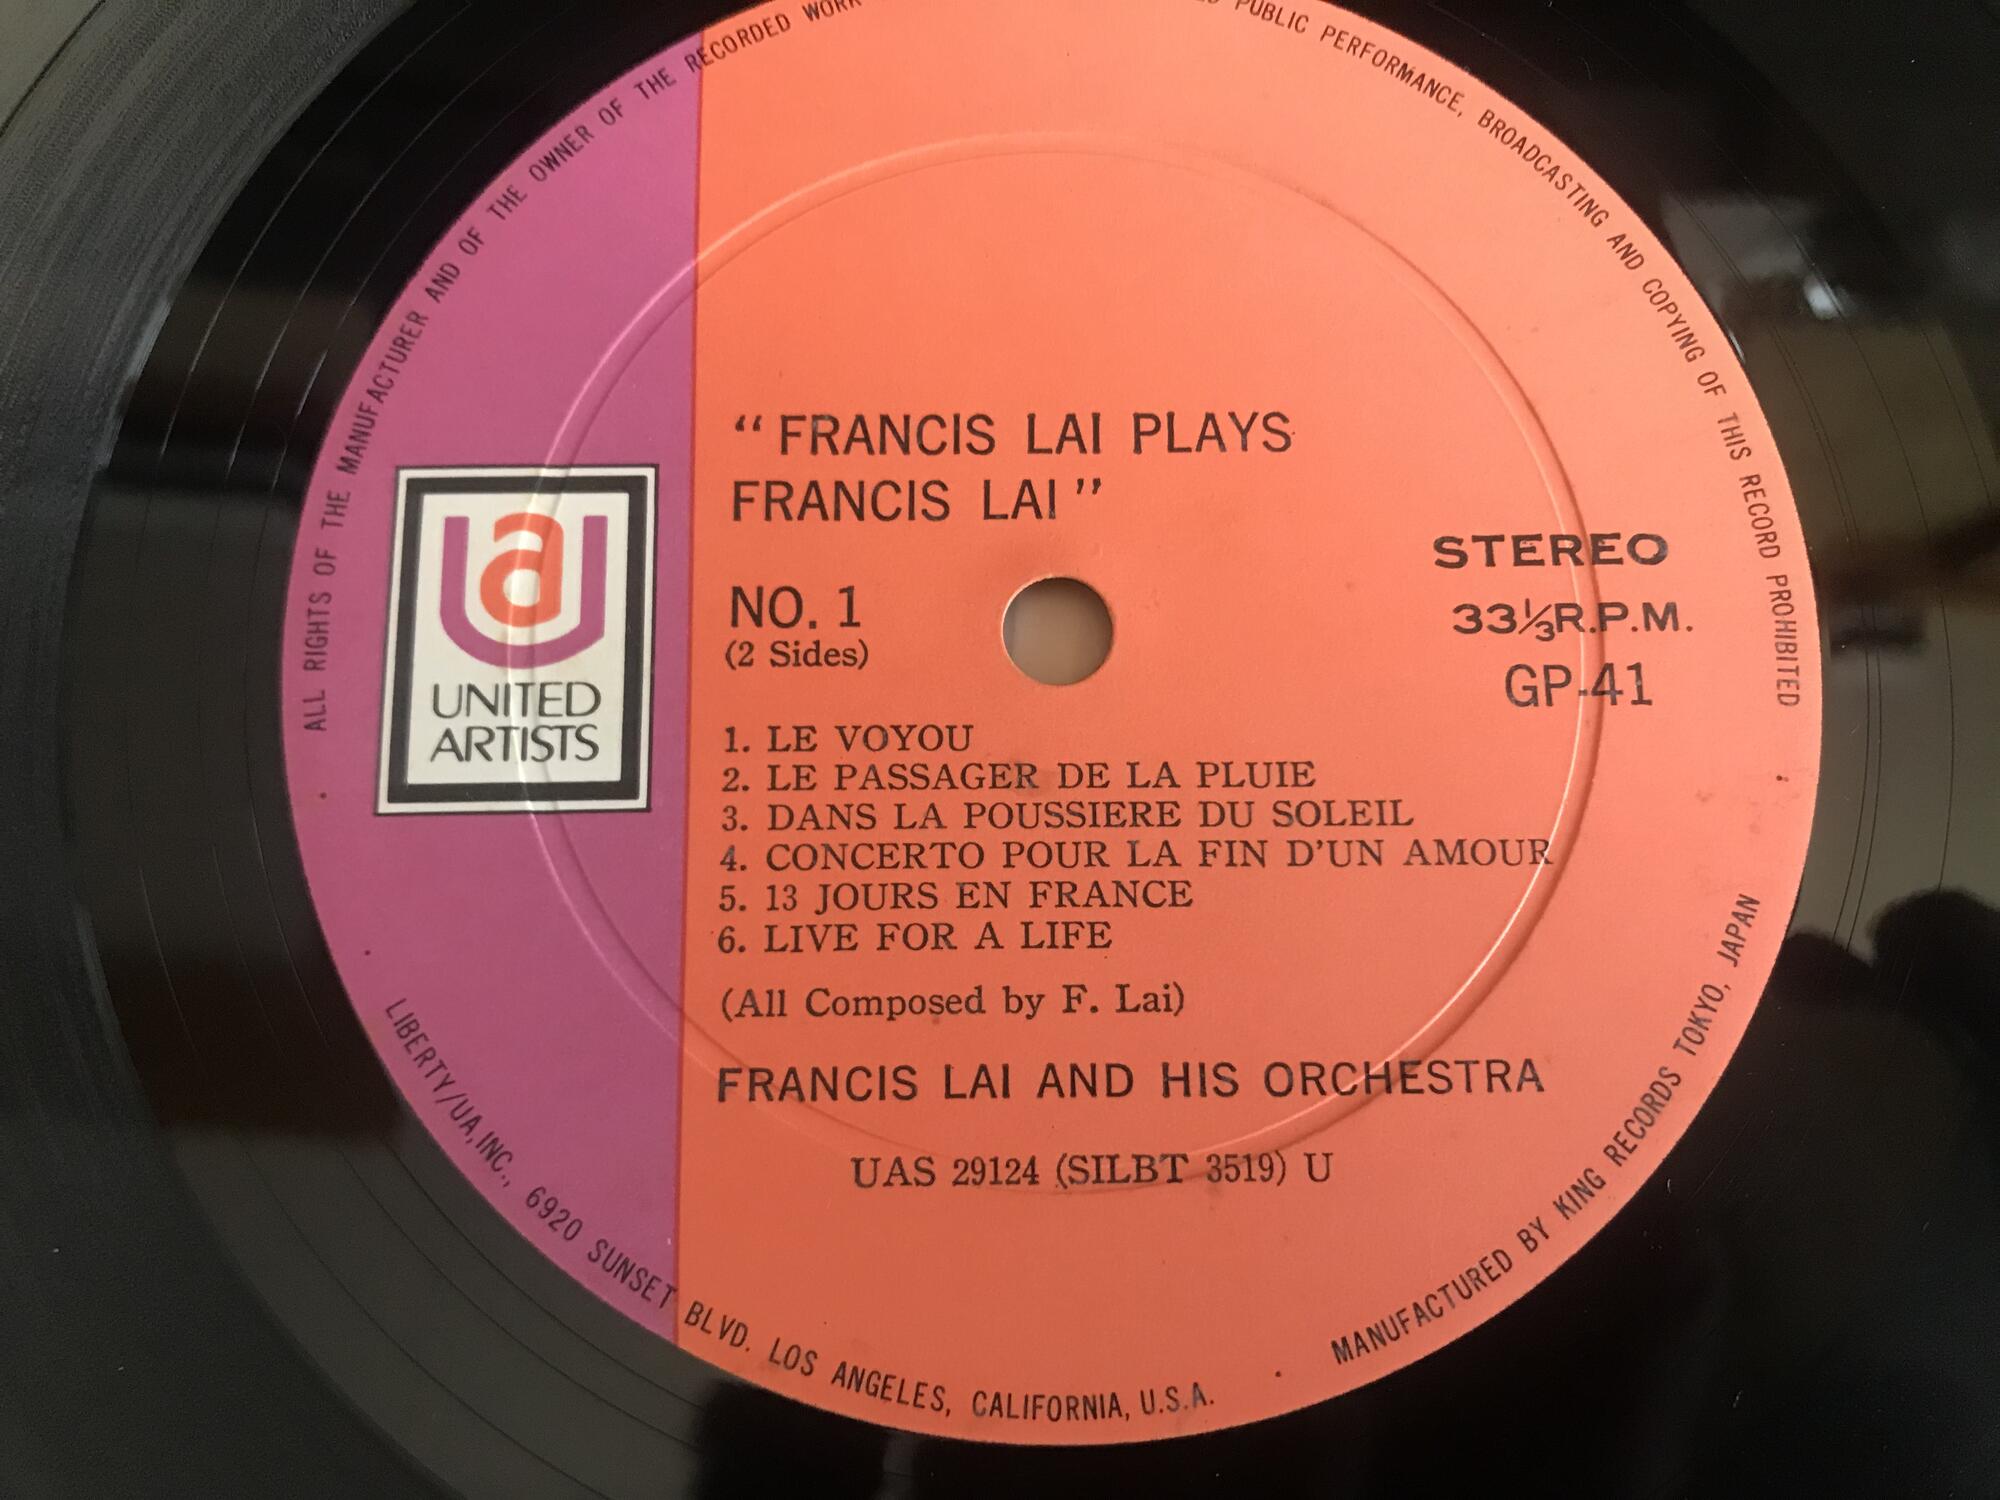 ALL RIGHTS OF THE MANUFACTURER AND OF THE OWNER OF THE RECORDED WORK
PUBLIC PERFORMANCE, BROADCASTING AND COPYING OF THIS RECORD PROHIBITED
“FRANCIS LAI PLAYS
FRANCIS LAI”
STEREO
33⅓R.P.M.
GP-41
NO. 1
(2 Sides)
ua
UNITED
ARTISTS
1. LE VOYOU
2. LE PASSAGER DE LA PLUIE
3. DANS LA POUSSIERE DU SOLEIL
4. CONCERTO POUR LA FIN D'UN AMOUR
5. 13 JOURS EN FRANCE
6. LIVE FOR A LIFE
(All Composed by F. Lai)
FRANCIS LAI AND HIS ORCHESTRA
UAS 29124 (SILBT 3519) U
LIBERTY/UA, INC., 6920 SUNSET BLVD. LOS ANGELES, CALIFORNIA, U.S.A.
MANUFACTURED BY KING RECORDS TOKYO, JAPAN